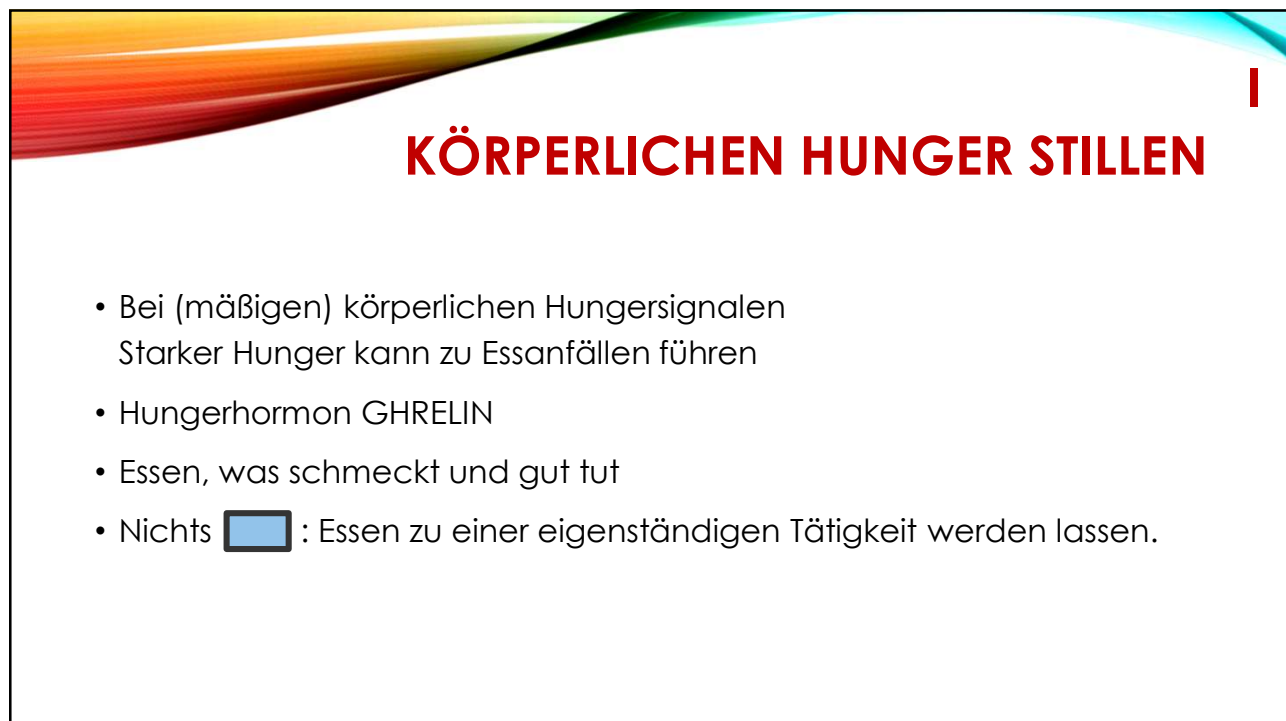 I
KÖRPERLICHEN HUNGER STILLEN
• Bei (mäßigen) körperlichen Hungersignalen
Starker Hunger kann zu Essanfällen führen
• Hungerhormon GHRELIN
• Essen, was schmeckt und gut tut
• Nichts : Essen zu einer eigenständigen Tätigkeit werden lassen.